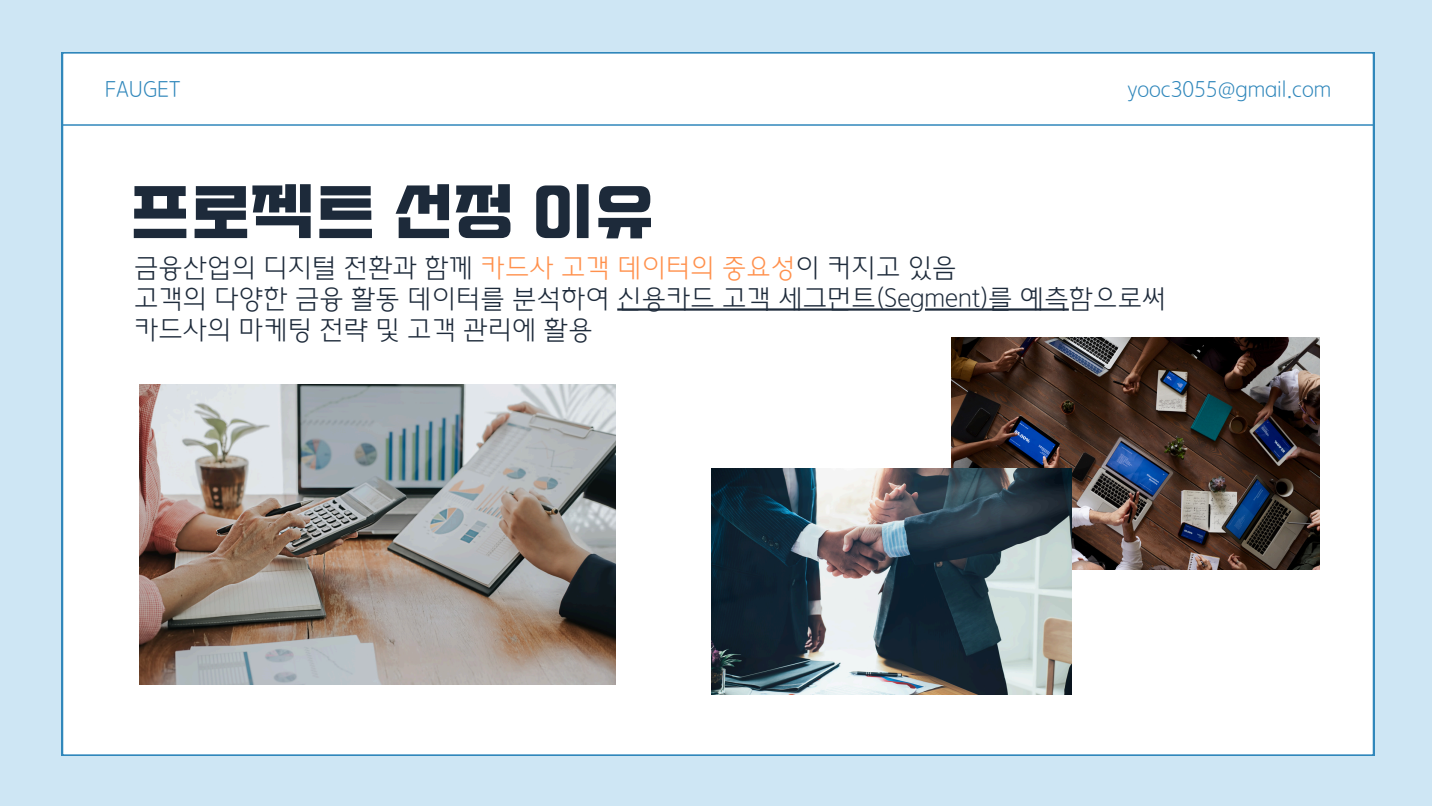 FAUGET
yooc3055@gmail.com
프로젝트 선정 이유
금융산업의 디지털 전환과 함께 카드사 고객 데이터의 중요성이 커지고 있음
고객의 다양한 금융 활동 데이터를 분석하여 신용카드 고객 세그먼트(Segment)를 예측함으로써
카드사의 마케팅 전략 및 고객 관리에 활용